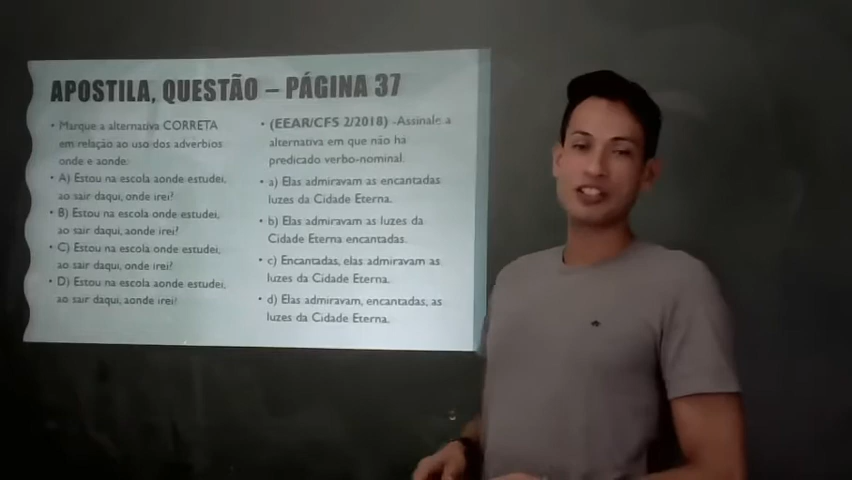 APOSTILA, QUESTÃO – PÁGINA 37
• Marque a alternativa CORRETA
em relação ao uso dos advérbios
onde e aonde:
• A) Estou na escola aonde estudei,
ao sair daqui, onde irei?
• B) Estou na escola onde estudei,
ao sair daqui, aonde irei?
• C) Estou na escola onde estudei,
ao sair daqui, onde irei?
• D) Estou na escola aonde estudei,
ao sair daqui, aonde irei?
• (EEAR/CFS 2/2018) -Assinale a
alternativa em que não há
predicado verbo-nominal.
• a) Elas admiravam as encantadas
luzes da Cidade Eterna.
• b) Elas admiravam as luzes da
Cidade Eterna encantadas.
• c) Encantadas, elas admiravam as
luzes da Cidade Eterna.
• d) Elas admiravam, encantadas, as
luzes da Cidade Eterna.